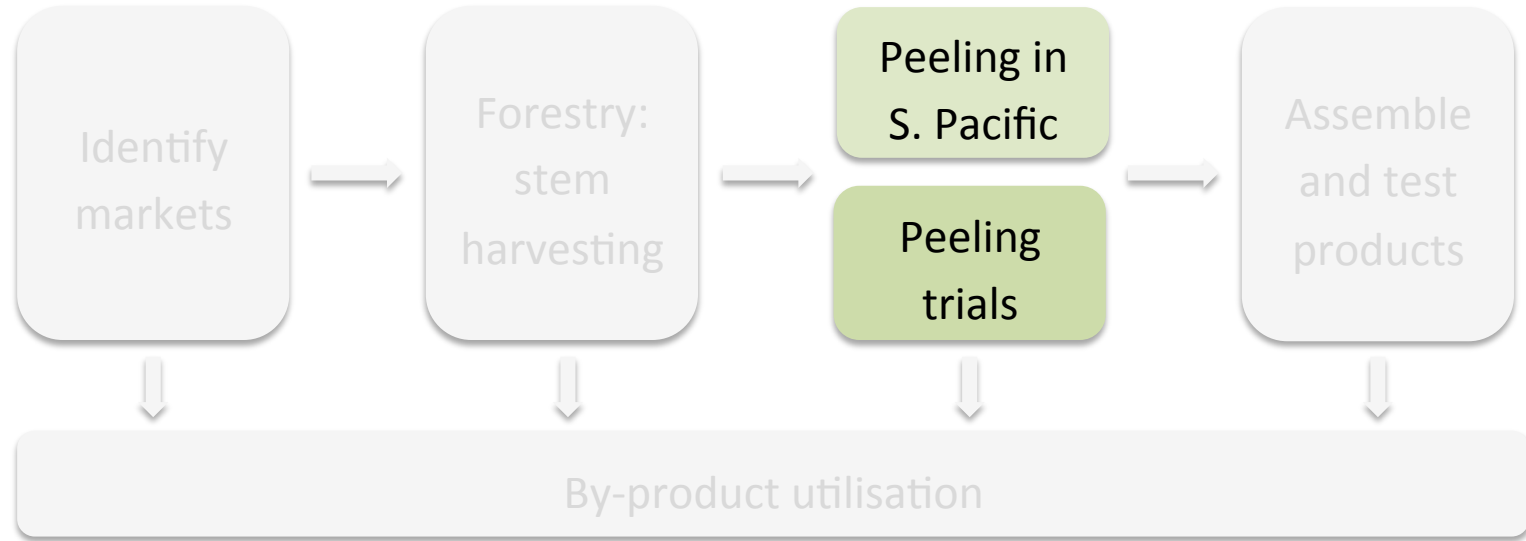 Identify
markets
Forestry:
stem
harvesting
Peeling in
S. Pacific
Peeling
trials
Assemble
and test
products
By-product utilisation